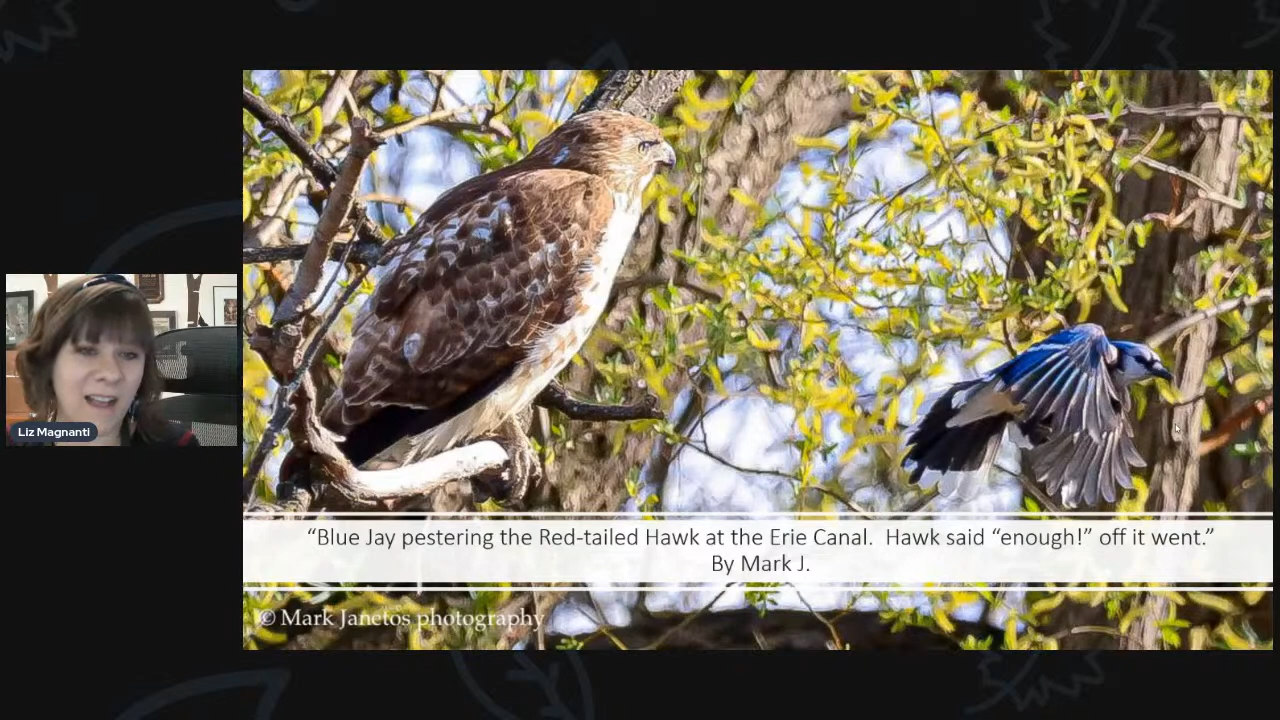 Liz Magnanti
“Blue Jay pestering the Red-tailed Hawk at the Erie Canal.  Hawk said “enough!” off it went.”
By Mark J.
© Mark Janetos photography